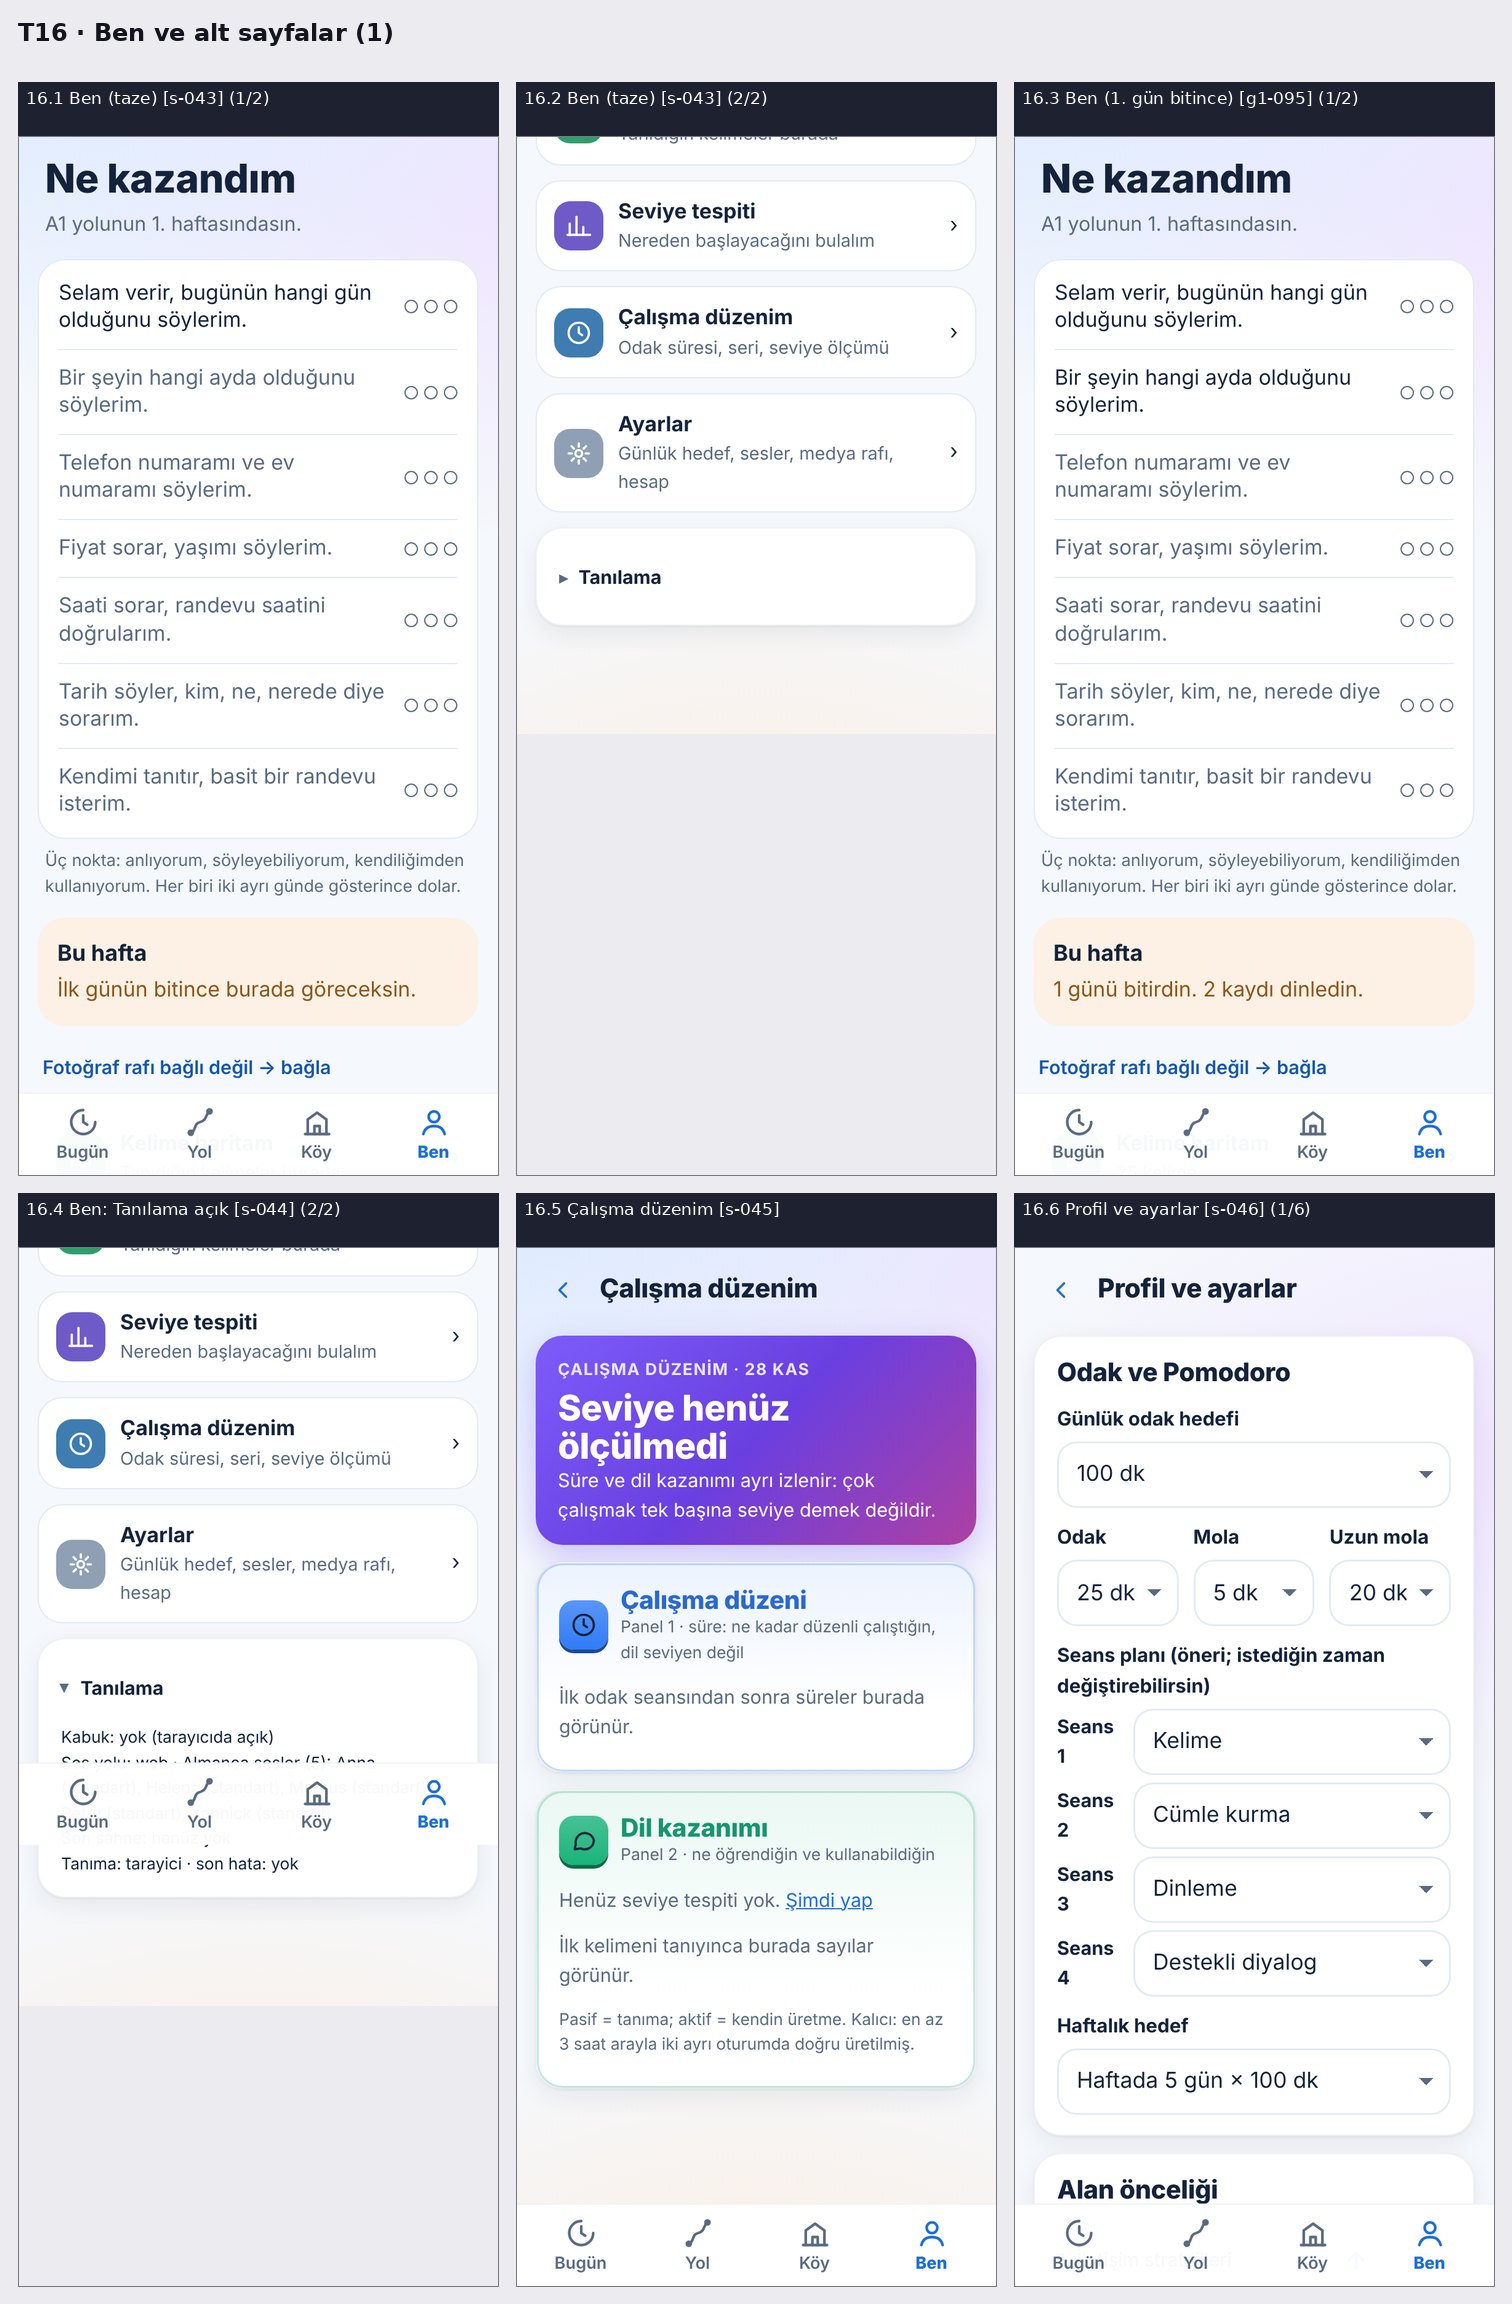 T16 · Ben ve alt sayfalar (1)
16.1 Ben (taze) [s-043] (1/2)
Ne kazandım
A1 yolunun 1. haftasındasın.
Selam verir, bugünün hangi gün
olduğunu söylerim.
Bir şeyin hangi ayda olduğunu
söylerim.
Telefon numaramı ve ev
numaramı söylerim.
Fiyat sorar, yaşımı söylerim.
Saati sorar, randevu saatini
doğrularım.
Tarih söyler, kim, ne, nerede diye
sorarım.
Kendimi tanıtır, basit bir randevu
isterim.
Üç nokta: anlıyorum, söyleyebiliyorum, kendiliğimden
kullanıyorum. Her biri iki ayrı günde gösterince dolar.
Bu hafta
İlk günün bitince burada göreceksin.
Fotoğraf rafı bağlı değil → bağla
Kelime haritam
Bugün Yol Köy Ben
16.2 Ben (taze) [s-043] (2/2)
Tanıdığın kelimeler burada
Seviye tespiti
Nereden başlayacağını bulalım
Çalışma düzenim
Odak süresi, seri, seviye ölçümü
Ayarlar
Günlük hedef, sesler, medya rafı,
hesap
▸ Tanılama
16.3 Ben (1. gün bitince) [g1-095] (1/2)
Ne kazandım
A1 yolunun 1. haftasındasın.
Selam verir, bugünün hangi gün
olduğunu söylerim.
Bir şeyin hangi ayda olduğunu
söylerim.
Telefon numaramı ve ev
numaramı söylerim.
Fiyat sorar, yaşımı söylerim.
Saati sorar, randevu saatini
doğrularım.
Tarih söyler, kim, ne, nerede diye
sorarım.
Kendimi tanıtır, basit bir randevu
isterim.
Üç nokta: anlıyorum, söyleyebiliyorum, kendiliğimden
kullanıyorum. Her biri iki ayrı günde gösterince dolar.
Bu hafta
1 günü bitirdin. 2 kaydı dinledin.
Fotoğraf rafı bağlı değil → bağla
Kelime haritam
Bugün Yol Köy Ben
16.4 Ben: Tanılama açık [s-044] (2/2)
Tanıdığın kelimeler burada
Seviye tespiti
Nereden başlayacağını bulalım
Çalışma düzenim
Odak süresi, seri, seviye ölçümü
Ayarlar
Günlük hedef, sesler, medya rafı,
hesap
▾ Tanılama
Kabuk: yok (tarayıcıda açık)
Ses yolu: web · Almanca sesler (5): Anna
Bugün Yol Köy Ben
Tanıma: tarayici · son hata: yok
16.5 Çalışma düzenim [s-045]
Çalışma düzenim
ÇALIŞMA DÜZENİM · 28 KAS
Seviye henüz
ölçülmedi
Süre ve dil kazanımı ayrı izlenir: çok
çalışmak tek başına seviye demek değildir.
Çalışma düzeni
Panel 1 · süre: ne kadar düzenli çalıştığın,
dil seviyen değil
İlk odak seansından sonra süreler burada
görünür.
Dil kazanımı
Panel 2 · ne öğrendiğin ve kullanabildiğin
Henüz seviye tespiti yok. Şimdi yap
İlk kelimeni tanıyınca burada sayılar
görünür.
Pasif = tanıma; aktif = kendin üretme. Kalıcı: en az
3 saat arayla iki ayrı oturumda doğru üretilmiş.
Bugün Yol Köy Ben
16.6 Profil ve ayarlar [s-046] (1/6)
Profil ve ayarlar
Odak ve Pomodoro
Günlük odak hedefi
100 dk
Odak Mola Uzun mola
25 dk 5 dk 20 dk
Seans planı (öneri; istediğin zaman
değiştirebilirsin)
Seans
1
Kelime
Seans
2
Cümle kurma
Seans
3
Dinleme
Seans
4
Destekli diyalog
Haftalık hedef
Haftada 5 gün × 100 dk
Alan önceliği
Bugün Yol Köy Ben